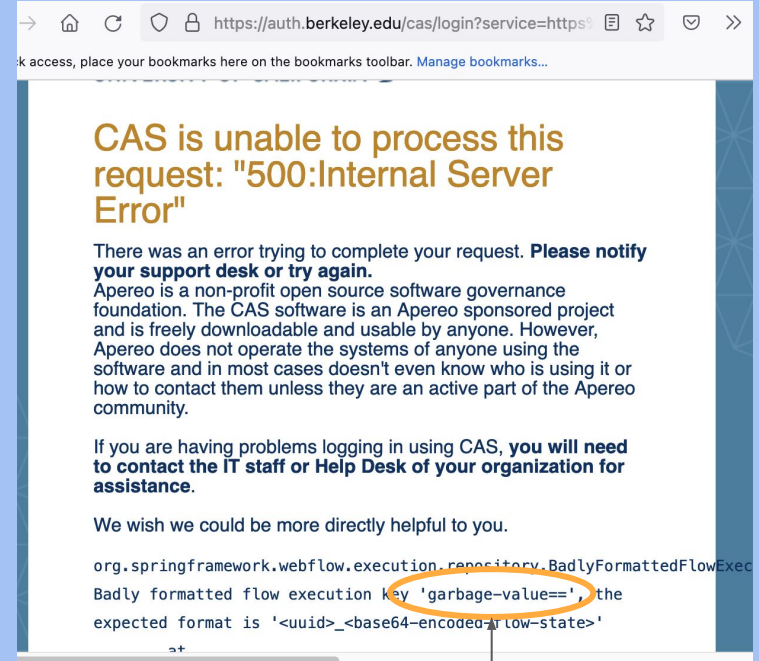 https://auth.berkeley.edu/cas/login?service=https%
k access, place your bookmarks here on the bookmarks toolbar. Manage bookmarks...
UNIVERSITY OF CALIFORNIA
CAS is unable to process this
request: "500:Internal Server
Error"
There was an error trying to complete your request. Please notify
your support desk or try again.
Apereo is a non-profit open source software governance
foundation. The CAS software is an Apereo sponsored project
and is freely downloadable and usable by anyone. However,
Apereo does not operate the systems of anyone using the
software and in most cases doesn't even know who is using it or
how to contact them unless they are an active part of the Apereo
community.
If you are having problems logging in using CAS, you will need
to contact the IT staff or Help Desk of your organization for
assistance.
We wish we could be more directly helpful to you.
org.springframework.webflow.execution.repository.BadlyFormattedFlowExec
Badly formatted flow execution key 'garbage-value==', the
expected format is '<uuid>_<base64-encoded-flow-state>'
at